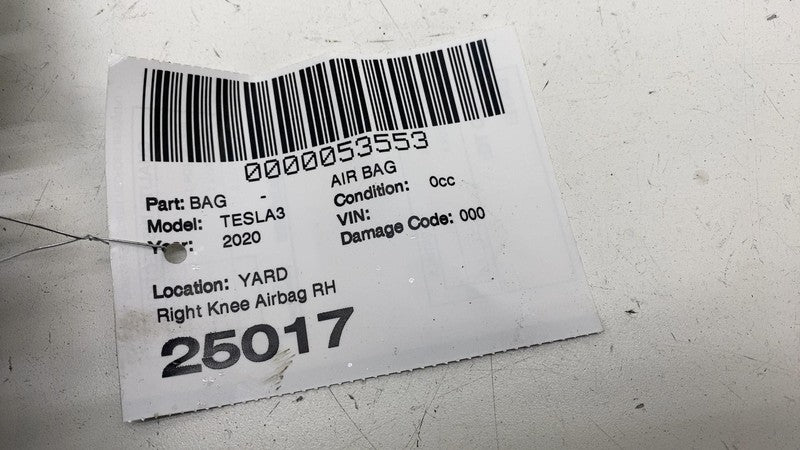 0000053553
Part: BAG - AIR BAG
Model: TESLA3 Condition: 0cc
Year: 2020 VIN:
Damage Code: 000
Location: YARD
Right Knee Airbag RH
25017